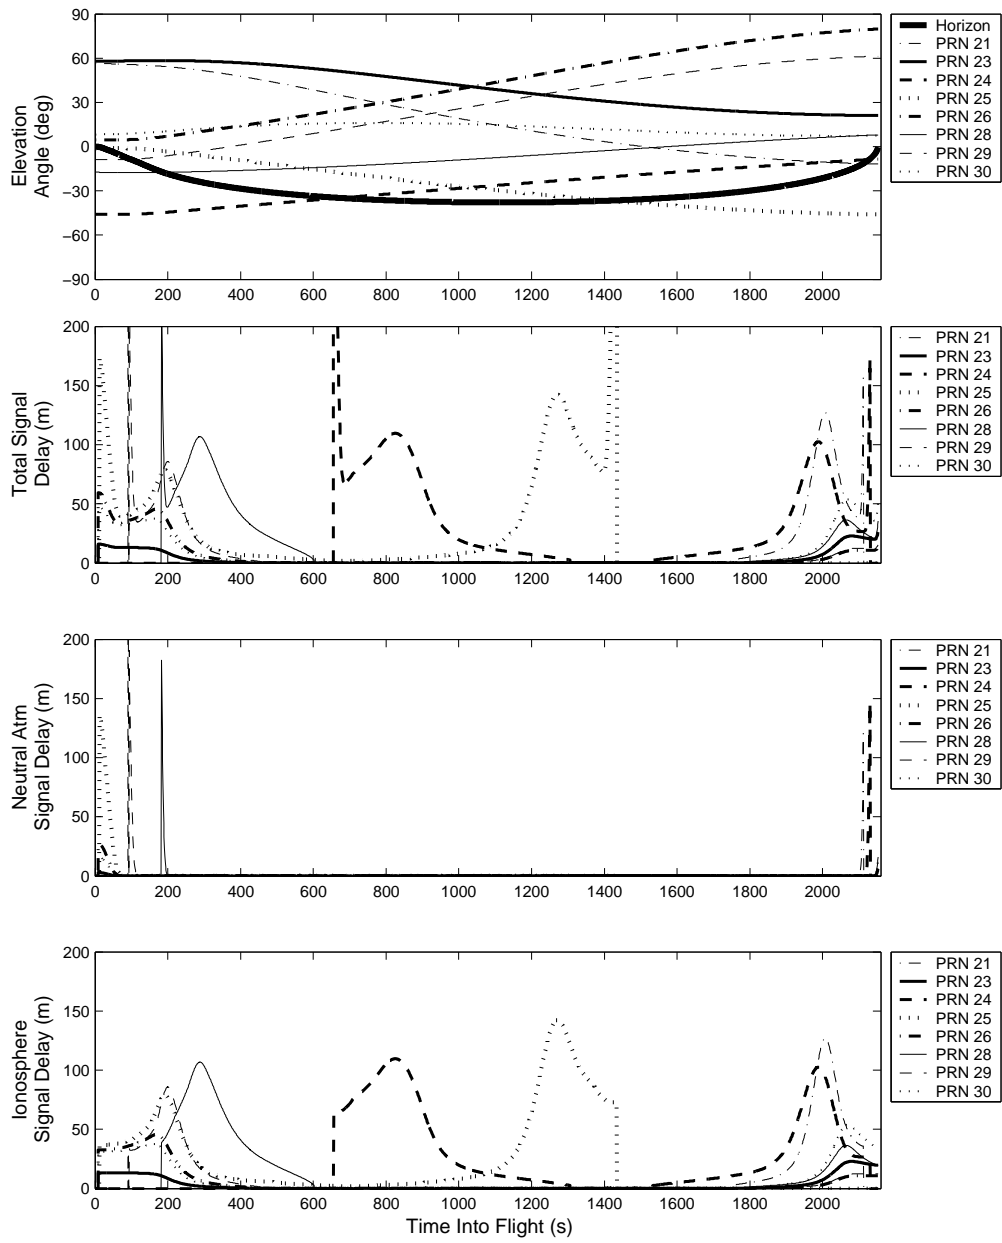 90
60
30
0
−30
−60
−90
Elevation
Angle (deg)
0 200 400 600 800 1000 1200 1400 1600 1800 2000
Horizon
PRN 21
PRN 23
PRN 24
PRN 25
PRN 26
PRN 28
PRN 29
PRN 30
200
150
100
50
0
Total Signal
Delay (m)
0 200 400 600 800 1000 1200 1400 1600 1800 2000
PRN 21
PRN 23
PRN 24
PRN 25
PRN 26
PRN 28
PRN 29
PRN 30
200
150
100
50
0
Neutral Atm
Signal Delay (m)
0 200 400 600 800 1000 1200 1400 1600 1800 2000
PRN 21
PRN 23
PRN 24
PRN 25
PRN 26
PRN 28
PRN 29
PRN 30
200
150
100
50
0
Ionosphere
Signal Delay (m)
0 200 400 600 800 1000 1200 1400 1600 1800 2000
Time Into Flight (s)
PRN 21
PRN 23
PRN 24
PRN 25
PRN 26
PRN 28
PRN 29
PRN 30